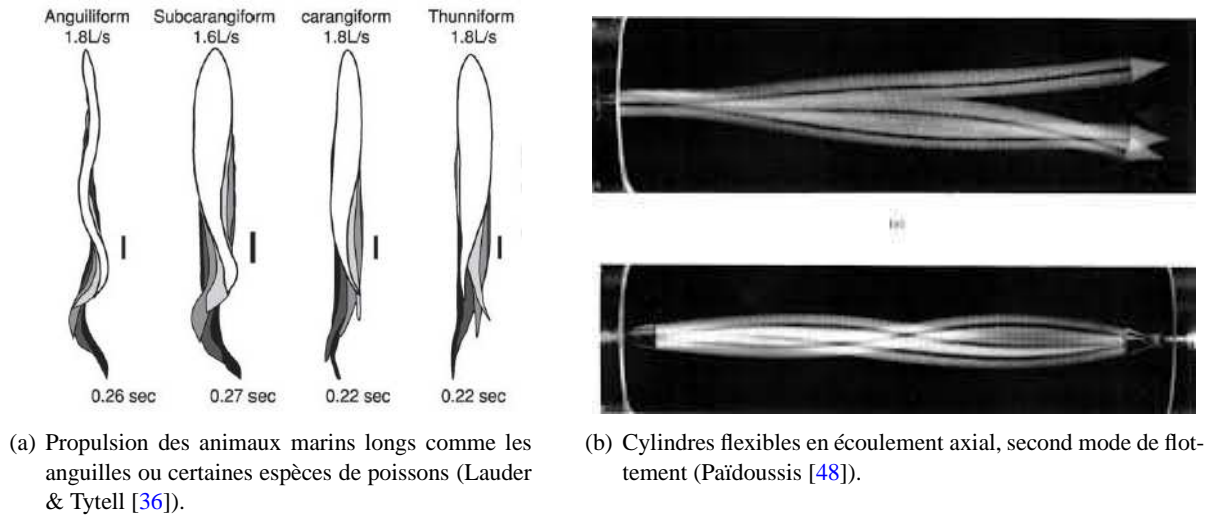 Anguiliform
1.8L/s
Subcarangiform
1.6L/s
carangiform
1.8L/s
Thunniform
1.8L/s
0.26 sec
0.27 sec
0.22 sec
0.22 sec
(a) Propulsion des animaux marins longs comme les
anguilles ou certaines espèces de poissons (Lauder
& Tytell [36]).
(b) Cylindres flexibles en écoulement axial, second mode de flot-
tement (Païdoussis [48]).